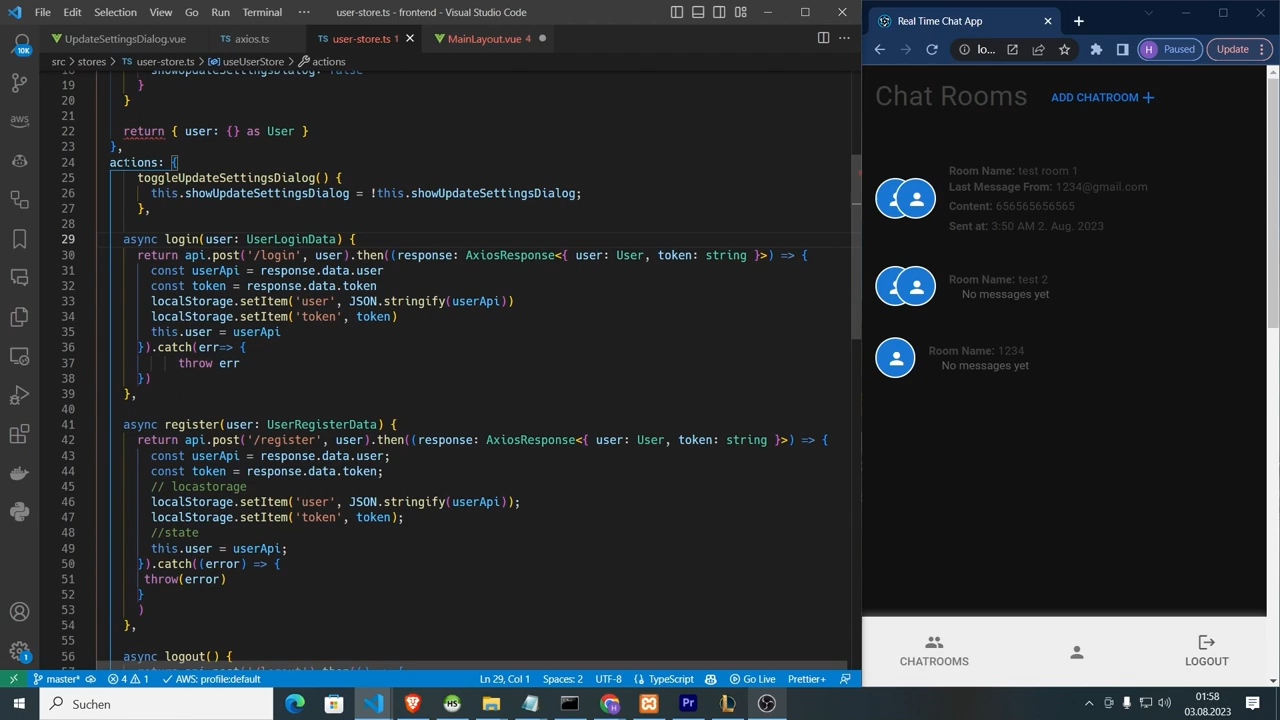 File Edit Selection View Go Run Terminal ··· user-store.ts - frontend - Visual Studio Code
UpdateSettingsDialog.vue axios.ts user-store.ts 1 MainLayout.vue 4
src > stores > TS user-store.ts > useUserStore > actions
18 showUpdateSettingsDialog: false
19 }
20 }
21
22 return { user: {} as User }
23 },
24 actions: {
25 toggleUpdateSettingsDialog() {
26 this.showUpdateSettingsDialog = !this.showUpdateSettingsDialog;
27 },
28
29 async login(user: UserLoginData) {
30 return api.post('/login', user).then((response: AxiosResponse<{ user: User, token: string }>) => {
31 const userApi = response.data.user
32 const token = response.data.token
33 localStorage.setItem('user', JSON.stringify(userApi))
34 localStorage.setItem('token', token)
35 this.user = userApi
36 }).catch(err=> {
37 throw err
38 })
39 },
40
41 async register(user: UserRegisterData) {
42 return api.post('/register', user).then((response: AxiosResponse<{ user: User, token: string }>) => {
43 const userApi = response.data.user;
44 const token = response.data.token;
45 // locastorage
46 localStorage.setItem('user', JSON.stringify(userApi));
47 localStorage.setItem('token', token);
48 //state
49 this.user = userApi;
50 }).catch((error) => {
51 throw(error)
52 }
53 )
54 },
55
56 async logout() {
10K
aws
1
master* 4 1 AWS: profile:default Ln 29, Col 1 Spaces: 2 UTF-8 LF TypeScript Go Live Prettier+
Real Time Chat App
lo... H Paused Update
Chat Rooms ADD CHATROOM +
Room Name: test room 1
Last Message From: 1234@gmail.com
Content: 656565656565
Sent at: 3:50 AM 2. Aug. 2023
Room Name: test 2
No messages yet
Room Name: 1234
No messages yet
CHATROOMS LOGOUT
Suchen
01:58
03.08.2023